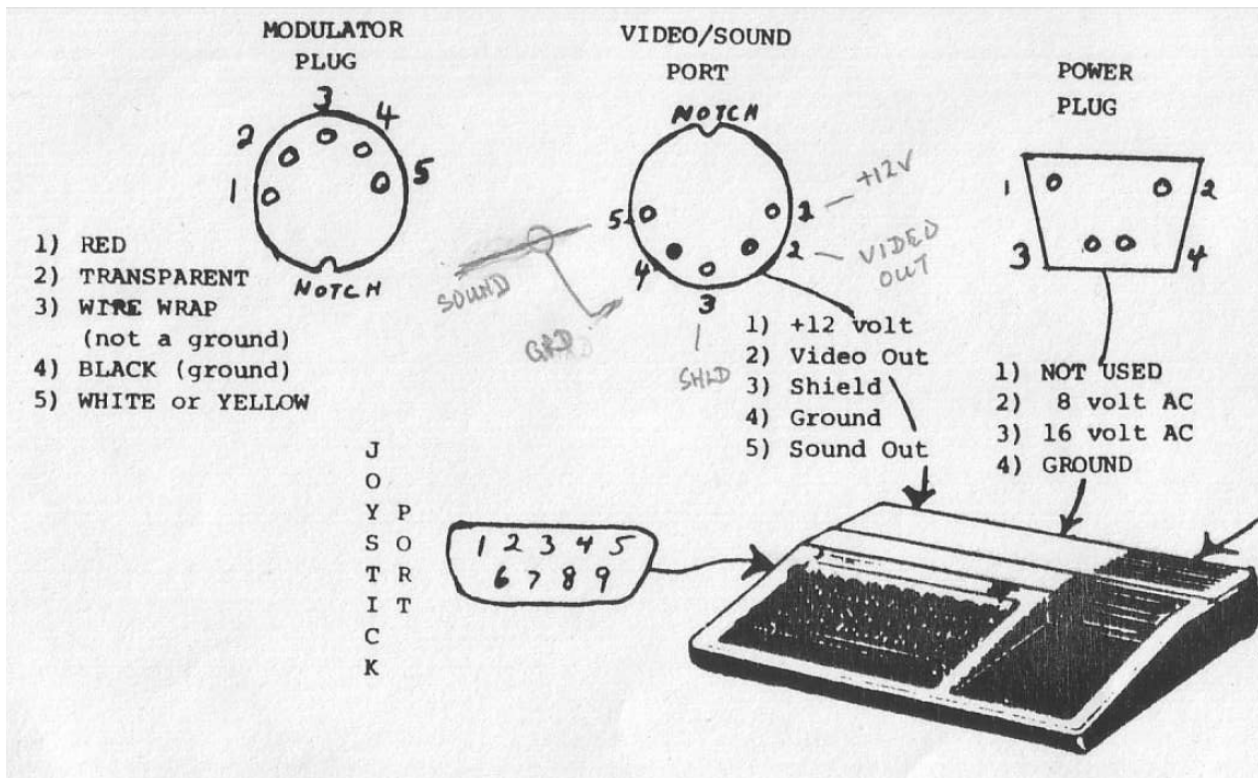 MODULATOR
PLUG
3
2
4
1
5
NOTCH
1) RED
2) TRANSPARENT
3) WIRE WRAP
(not a ground)
4) BLACK (ground)
5) WHITE or YELLOW
VIDEO/SOUND
PORT
NOTCH
+12V
5
1
4
2
VIDEO
OUT
3
SOUND
GRD
SHLD
1) +12 volt
2) Video Out
3) Shield
4) Ground
5) Sound Out
POWER
PLUG
1
2
3
4
1) NOT USED
2) 8 volt AC
3) 16 volt AC
4) GROUND
JOYSTICK
PORT
1 2 3 4 5
6 7 8 9